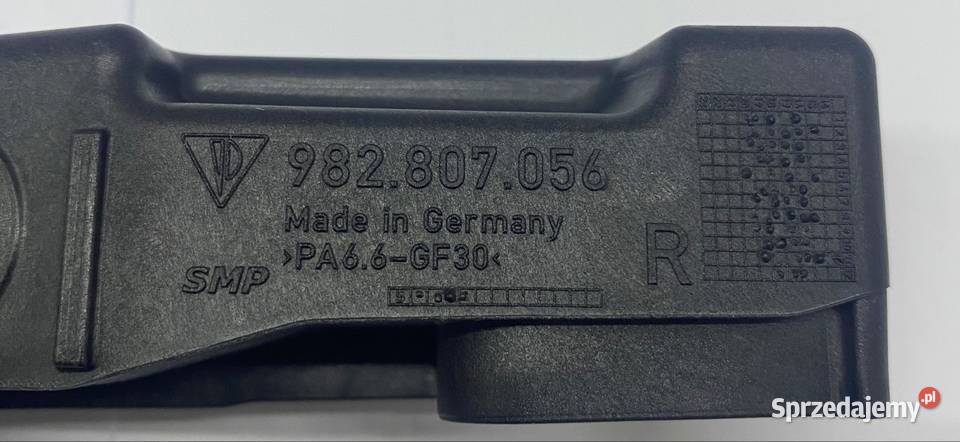 982.807.056
Made in Germany
>PA6.6-GF30<
SMP
R
Sprzedajemy.pl